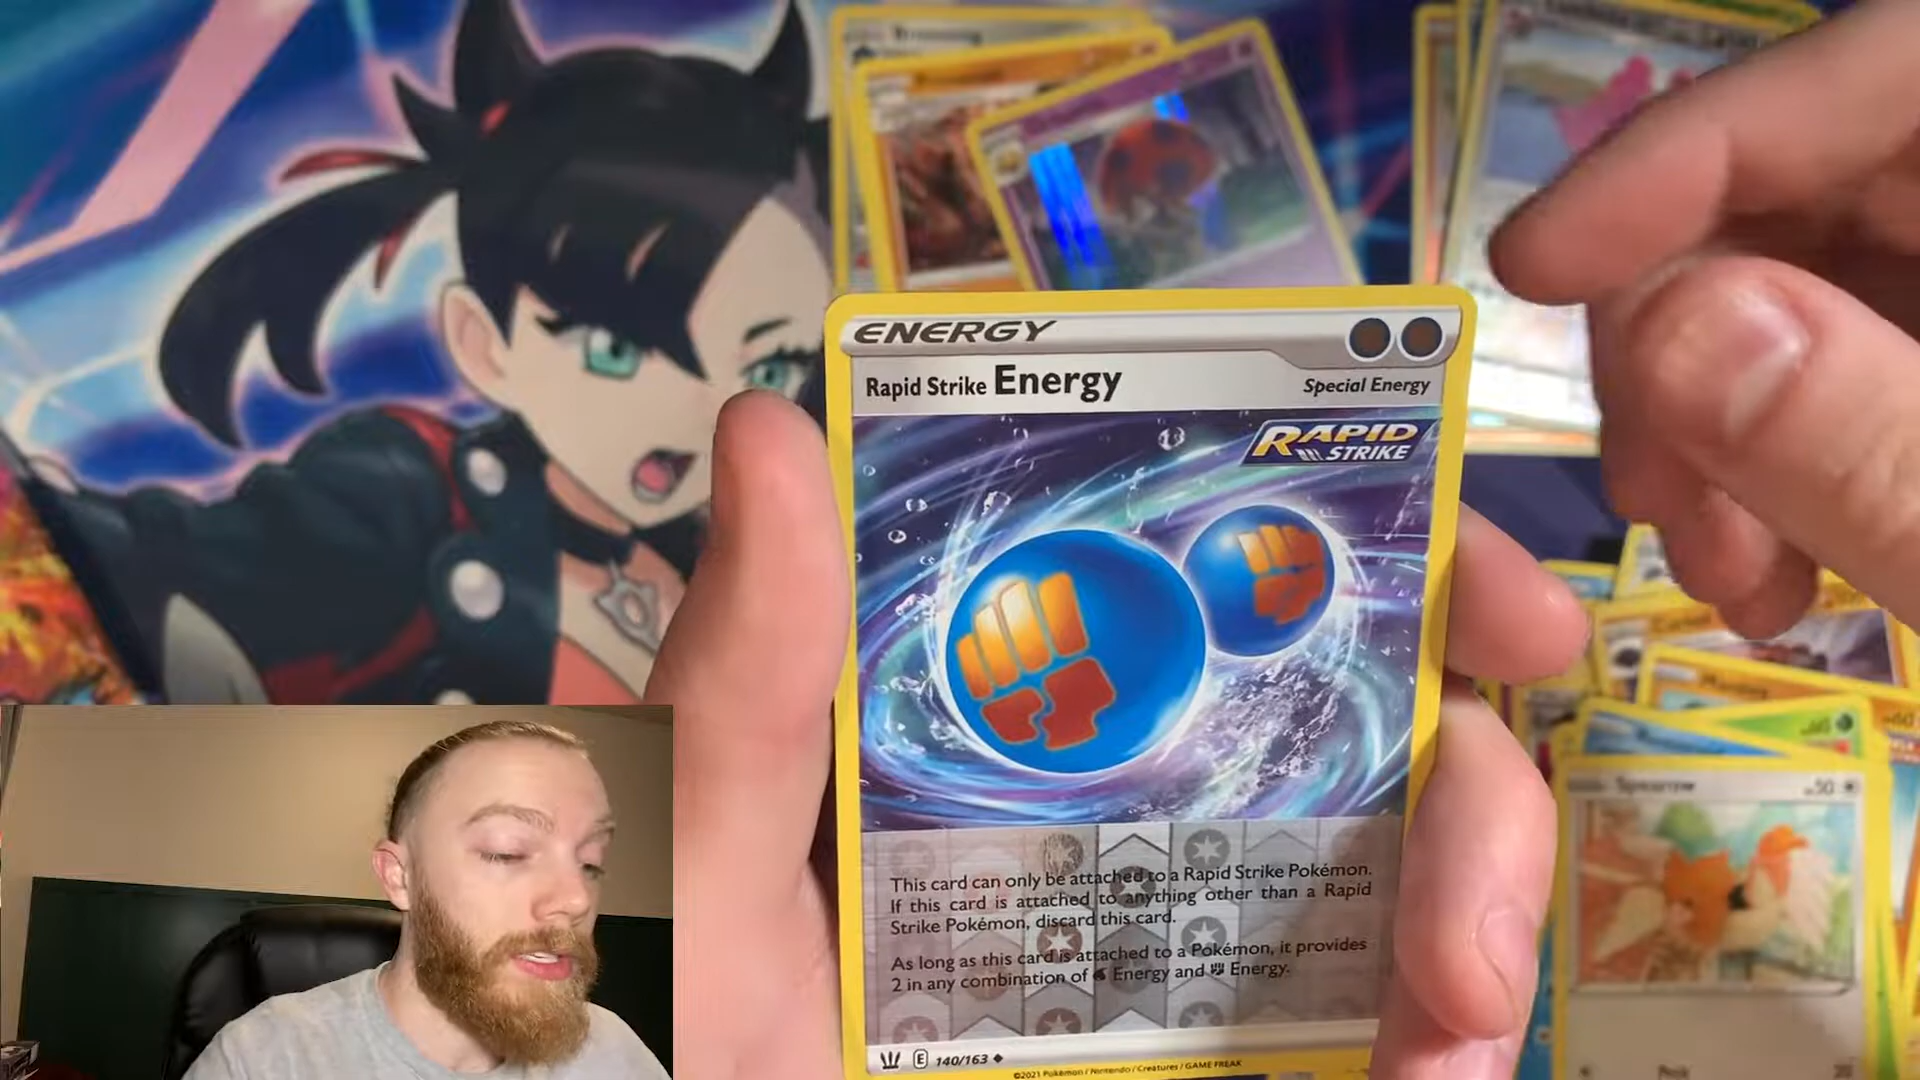 ENERGY
Rapid Strike Energy
Special Energy
RAPID
STRIKE
This card can only be attached to a Rapid Strike Pokémon.
If this card is attached to anything other than a Rapid
Strike Pokémon, discard this card.
As long as this card is attached to a Pokémon, it provides
2 in any combination of Energy and Energy.
E 140/163
©2021 Pokémon / Nintendo / Creatures / GAME FREAK
Spearow 50
Peck 20